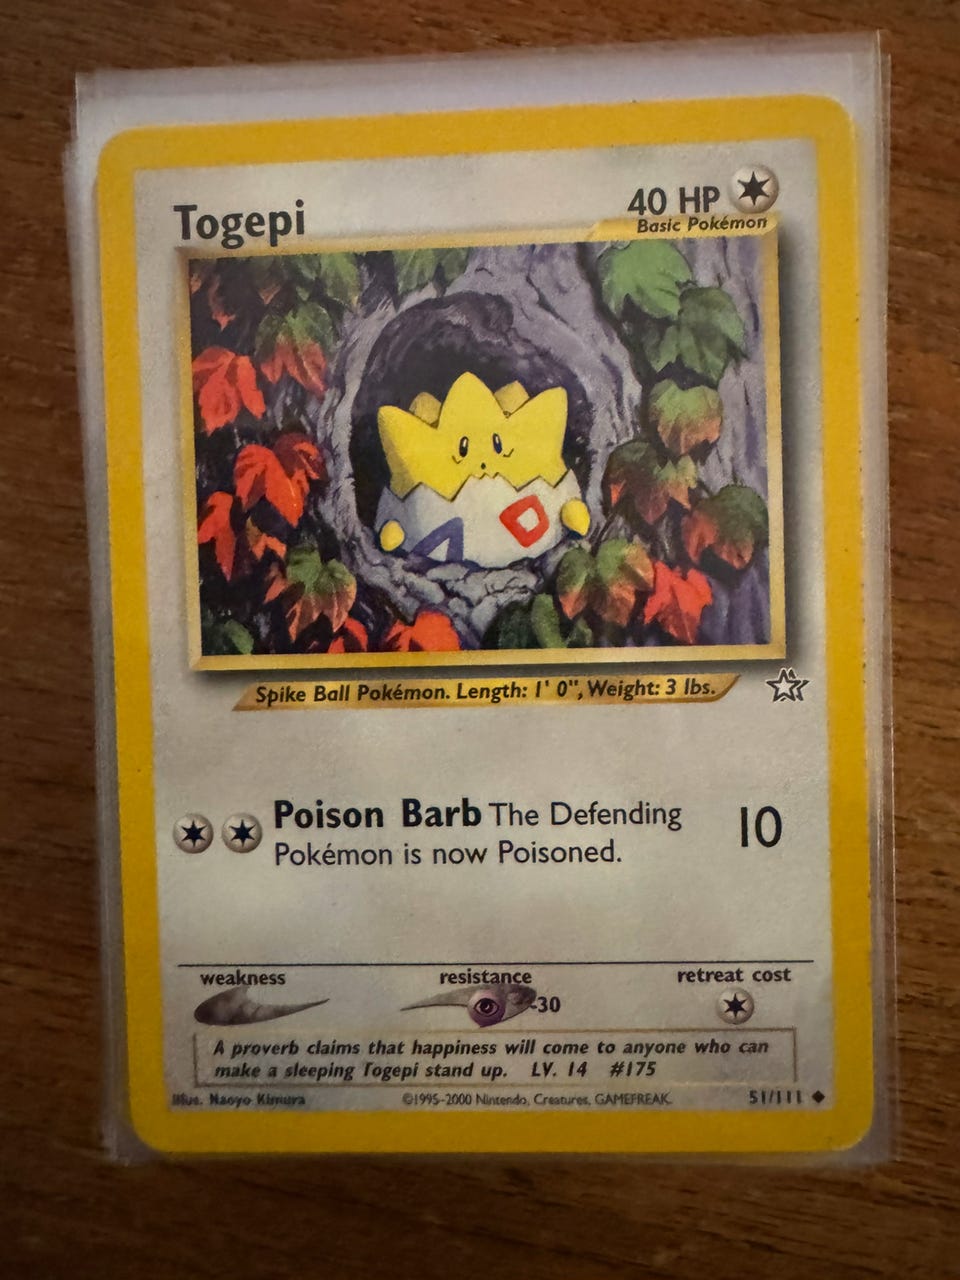 Togepi
40 HP
Basic Pokémon
Spike Ball Pokémon. Length: 1' 0", Weight: 3 lbs.
Poison Barb The Defending 10
Pokémon is now Poisoned.
weakness resistance retreat cost
-30
A proverb claims that happiness will come to anyone who can
make a sleeping Togepi stand up. LV. 14 #175
Illus. Naoyo Kimura ©1995-2000 Nintendo, Creatures, GAMEFREAK. 51/111